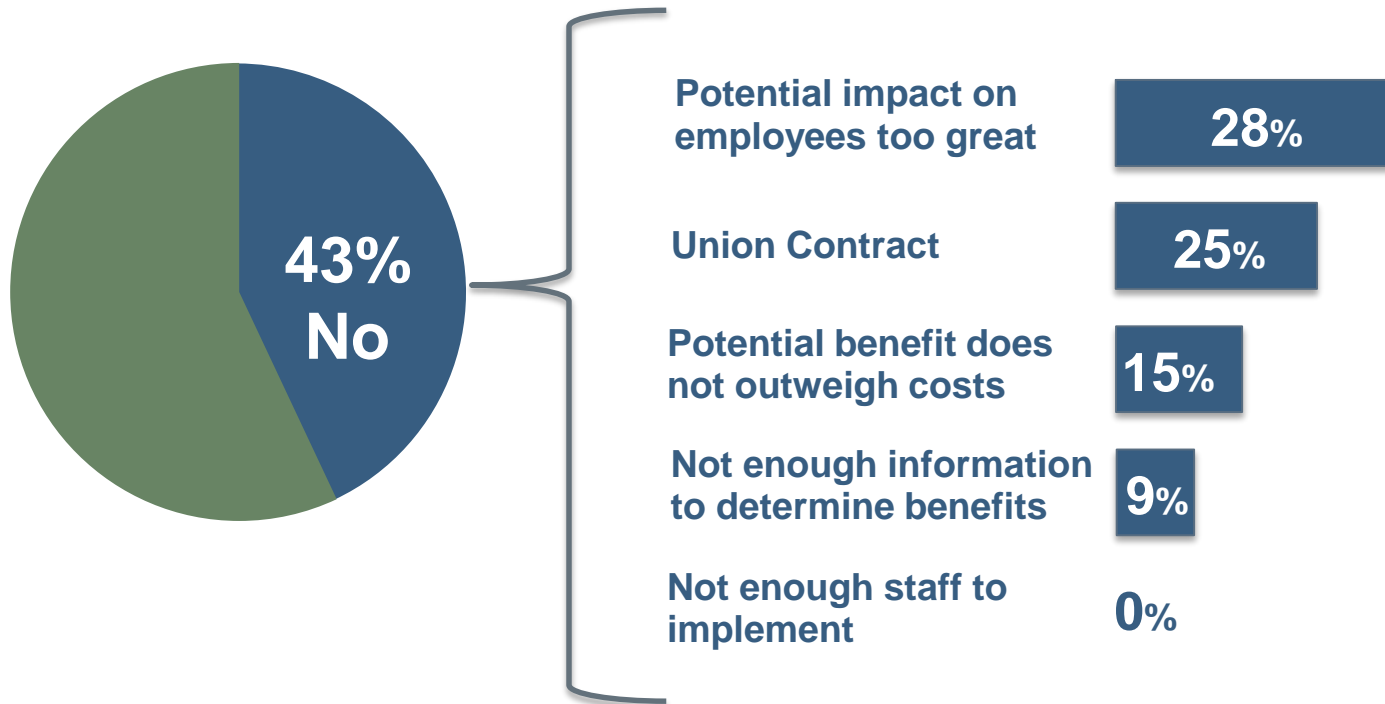 43%
No
Potential impact on
employees too great
28%
Union Contract
25%
Potential benefit does
not outweigh costs
15%
Not enough information
to determine benefits
9%
Not enough staff to
implement
0%